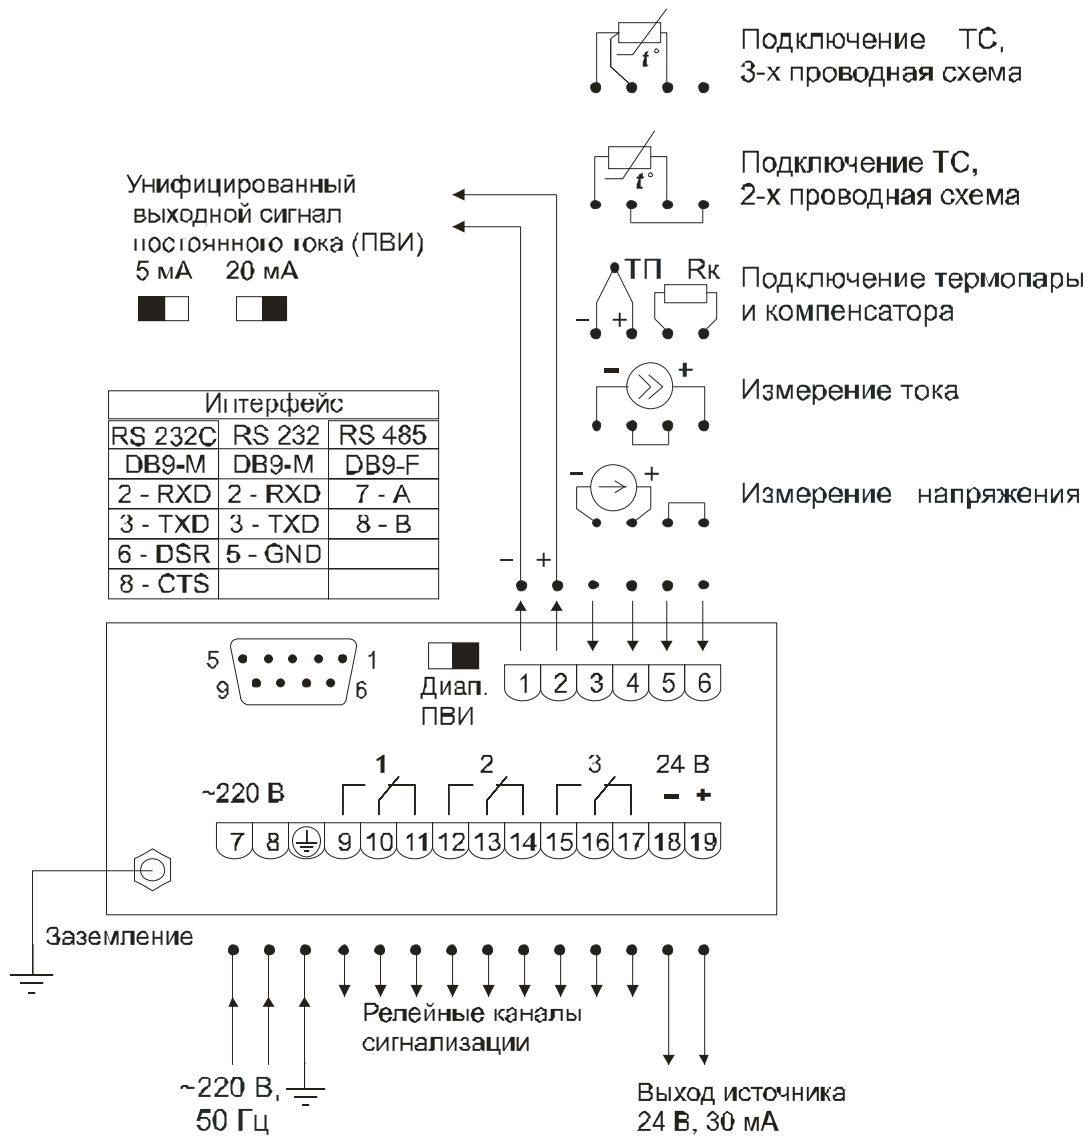 Подключение ТС,
3-х проводная схема
t°
Подключение ТС,
2-х проводная схема
t°
Унифицированный
выходной сигнал
постоянного тока (ПВИ)
5 мА 20 мА
ТП Rк
- +
Подключение термопары
и компенсатора
- +
Измерение тока
- +
Измерение напряжения
Интерфейс
RS 232C RS 232 RS 485
DB9-M DB9-M DB9-F
2 - RXD 2 - RXD 7 - A
3 - TXD 3 - TXD 8 - B
6 - DSR 5 - GND
8 - CTS
- +
5 1
9 6
Диап.
ПВИ
1 2 3 4 5 6
1 2 3 24 В
~220 В - +
7 8 9 10 11 12 13 14 15 16 17 18 19
Заземление
Релейные каналы
сигнализации
~220 В,
50 Гц
Выход источника
24 В, 30 мА